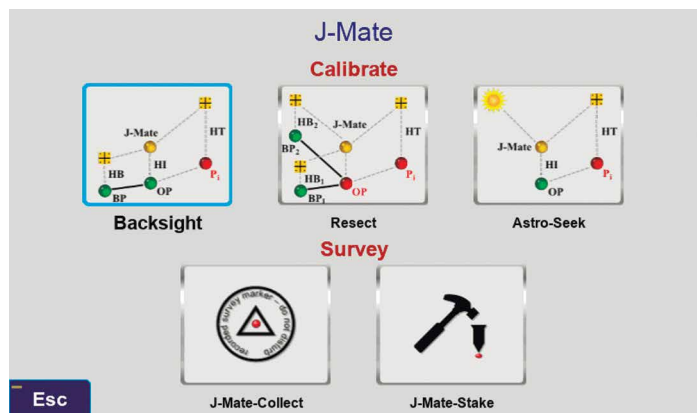 J-Mate
Calibrate
J-Mate
HT
HB
HI
BP
OP
Pi
Backsight
HB2
J-Mate
HT
BP2
HB1
BP1
OP
Pi
Resect
J-Mate
HT
HI
OP
Pi
Astro-Seek
Survey
recorded survey marker – do not disturb
J-Mate-Collect
J-Mate-Stake
Esc